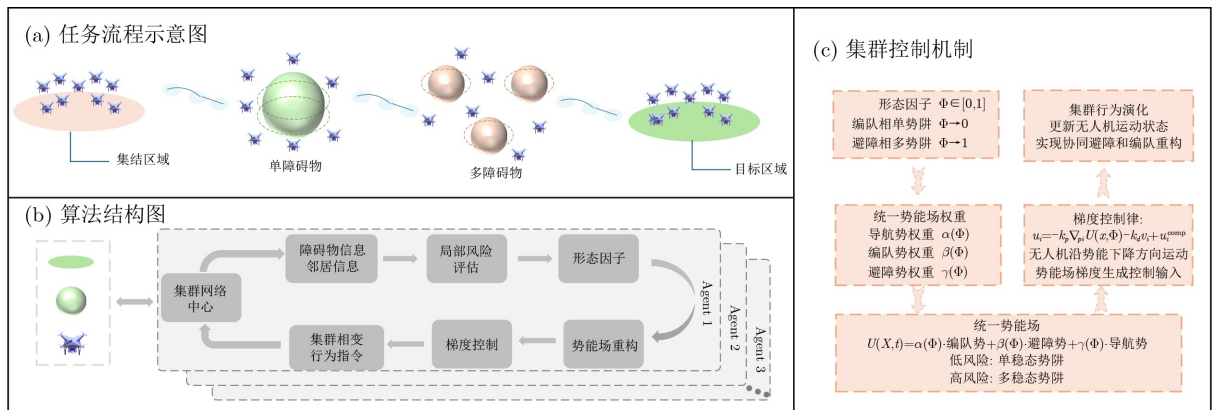 (a) 任务流程示意图
集结区域
单障碍物
多障碍物
目标区域
(b) 算法结构图
集群网络
中心
障碍物信息
邻居信息
局部风险
评估
形态因子
集群相变
行为指令
梯度控制
势能场重构
Agent 1
Agent 2
Agent 3
(c) 集群控制机制
形态因子 Φ∈[0,1]
编队相单势阱 Φ→0
避障相多势阱 Φ→1
集群行为演化
更新无人机运动状态
实现协同避障和编队重构
统一势能场权重
导航势权重 α(Φ)
编队势权重 β(Φ)
避障势权重 γ(Φ)
梯度控制律:
u_i=−k_p∇_{pi}U(x,Φ)−k_d v_i+u_i^{comp}
无人机沿势能下降方向运动
势能场梯度生成控制输入
统一势能场
U(X,t)=α(Φ)·编队势+β(Φ)·避障势+γ(Φ)·导航势
低风险: 单稳态势阱
高风险: 多稳态势阱